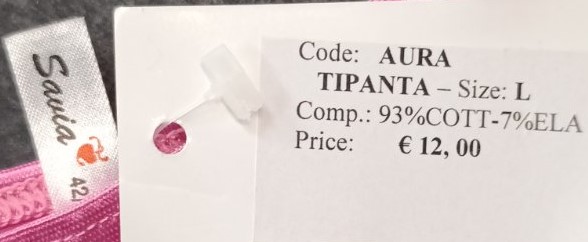 Savia
42
Code: AURA
TIPANTA – Size: L
Comp.: 93%COTT-7%ELA
Price: € 12, 00